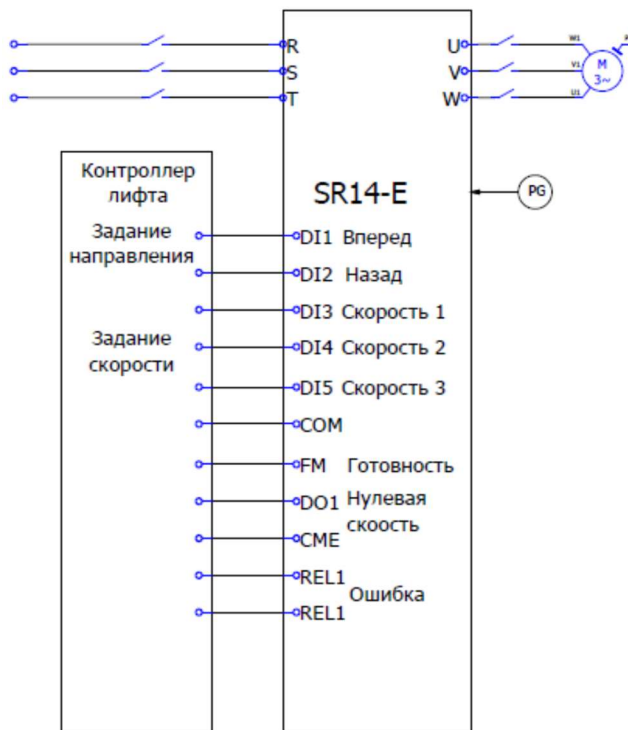 R
S
T
U
V
W
W1
V1
U1
M
3~
PG
SR14-E
Контроллер
лифта
Задание
направления
Задание
скорости
DI1 Вперед
DI2 Назад
DI3 Скорость 1
DI4 Скорость 2
DI5 Скорость 3
COM
FM Готовность
DO1 Нулевая
скоость
CME
REL1
Ошибка
REL1